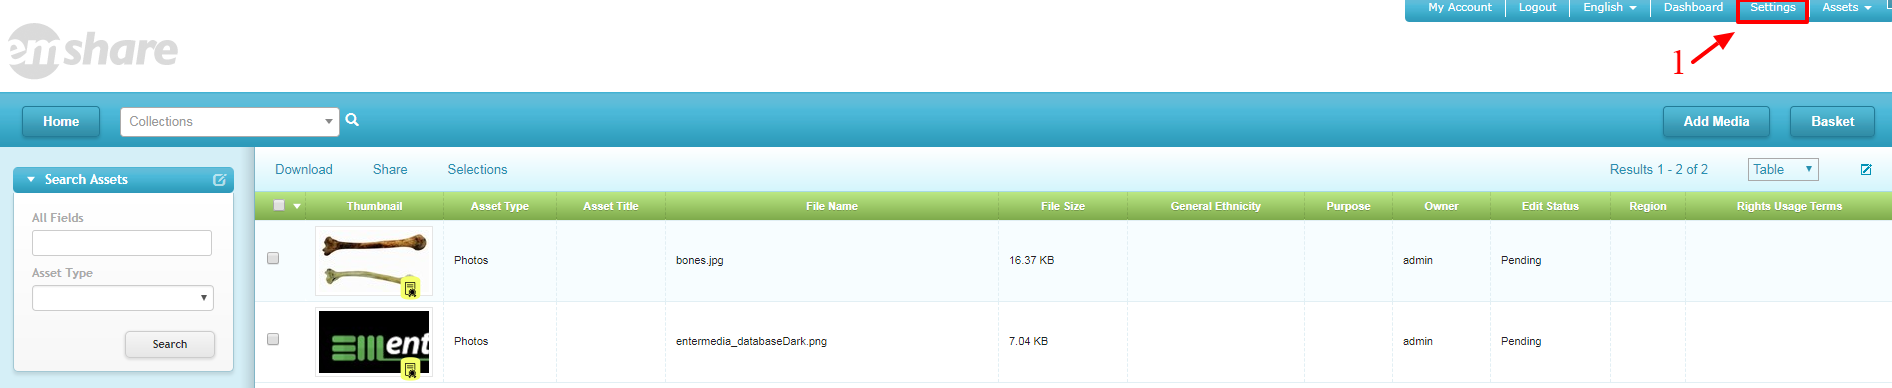 My Account Logout English Dashboard Settings Assets
emshare
1
Home Collections Add Media Basket
Download Share Selections Results 1 - 2 of 2 Table
Search Assets
All Fields
Asset Type
Search
Thumbnail Asset Type Asset Title File Name File Size General Ethnicity Purpose Owner Edit Status Region Rights Usage Terms
Photos bones.jpg 16.37 KB admin Pending
ent
Photos entermedia_databaseDark.png 7.04 KB admin Pending